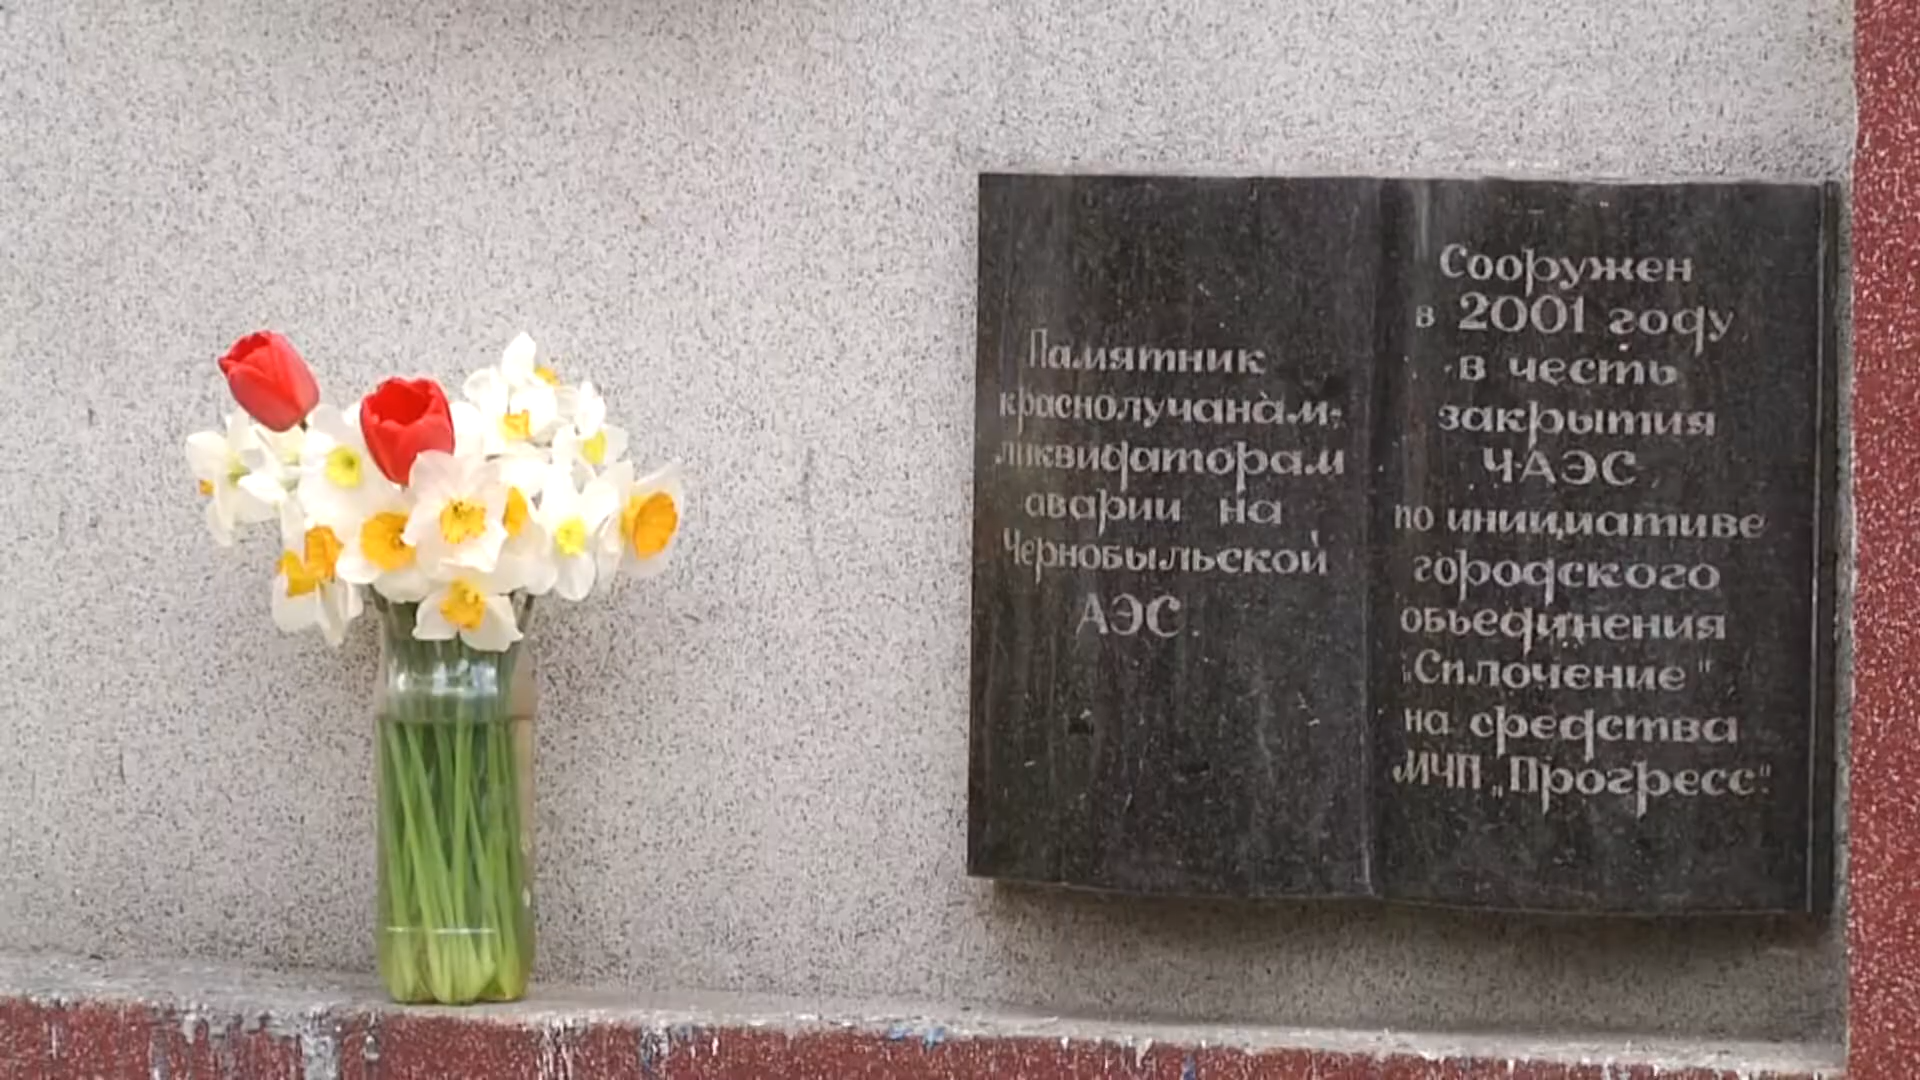 Памятник
краснолучанам-
ликвидаторам
аварии на
Чернобыльской
АЭС.
Сооружен
в 2001 году
в честь
закрытия
ЧАЭС
по инициативе
городского
обьединения
„Сплочение"
на средства
МЧП „Прогресс".